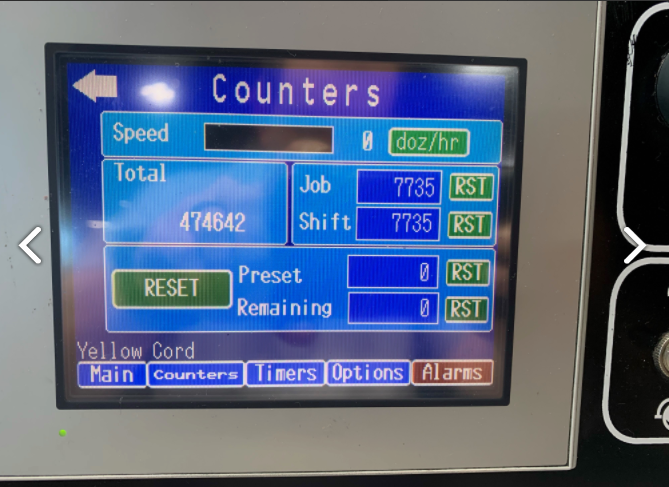 Counters
Speed 0 doz/hr
Total
474642
Job 7735 RST
Shift 7735 RST
RESET
Preset 0 RST
Remaining 0 RST
Yellow Cord
Main Counters Timers Options Alarms